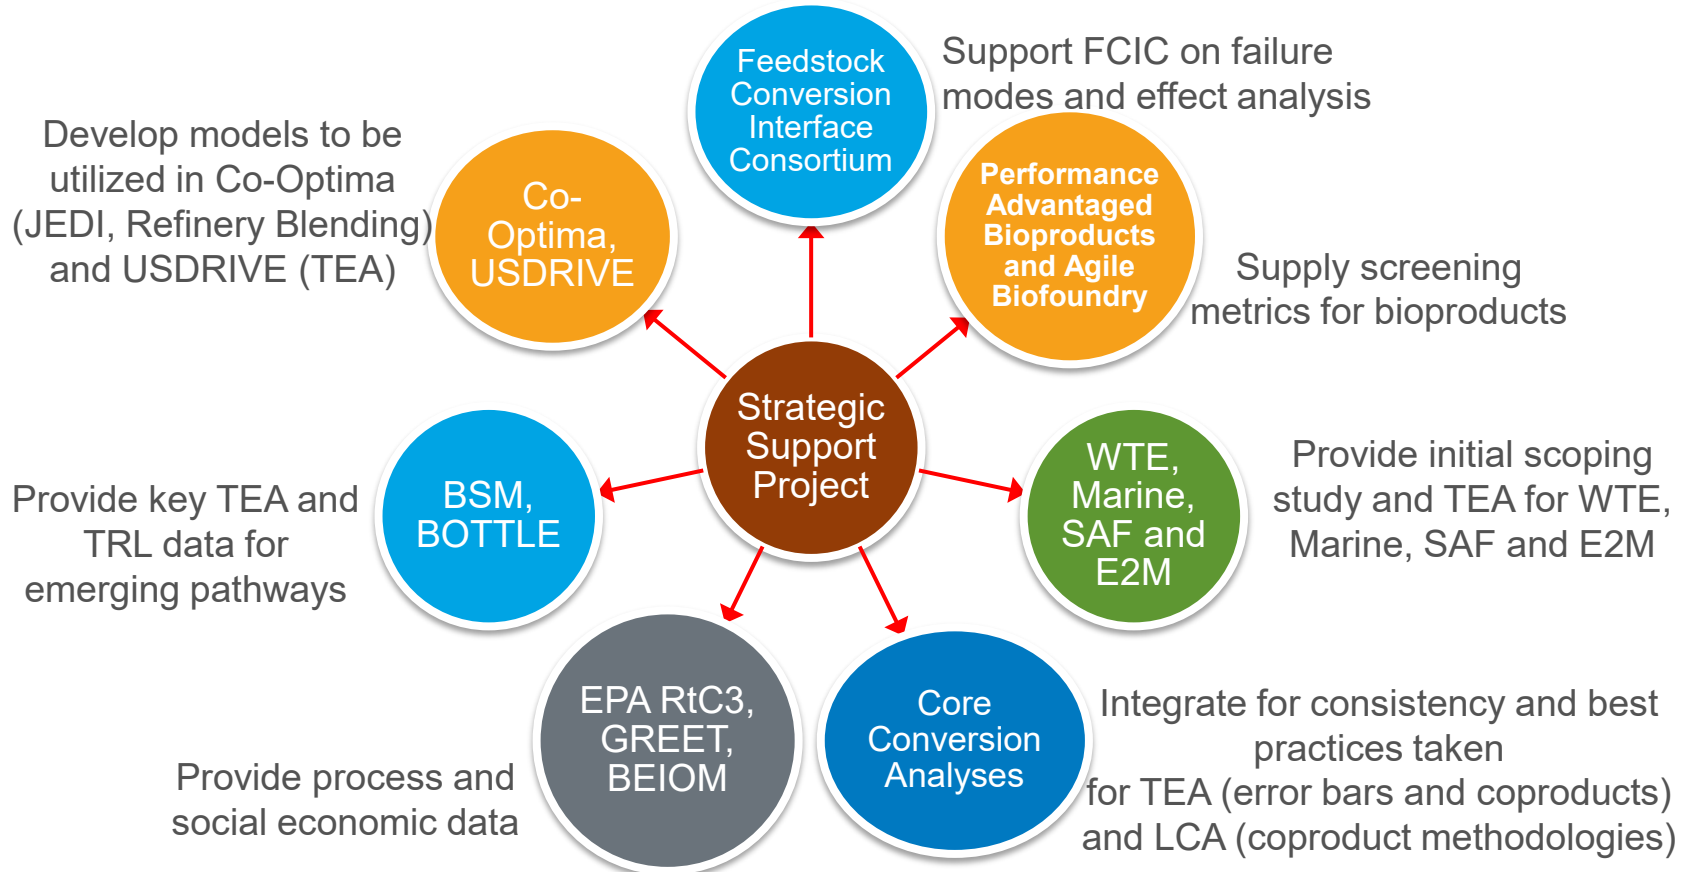 Feedstock
Conversion
Interface
Consortium
Support FCIC on failure
modes and effect analysis
Develop models to be
utilized in Co-Optima
(JEDI, Refinery Blending)
and USDRIVE (TEA)
Co-
Optima,
USDRIVE
Performance
Advantaged
Bioproducts
and Agile
Biofoundry
Supply screening
metrics for bioproducts
Strategic
Support
Project
WTE,
Marine,
SAF and
E2M
Provide initial scoping
study and TEA for WTE,
Marine, SAF and E2M
Provide key TEA and
TRL data for
emerging pathways
BSM,
BOTTLE
EPA RtC3,
GREET,
BEIOM
Provide process and
social economic data
Core
Conversion
Analyses
Integrate for consistency and best
practices taken
for TEA (error bars and coproducts)
and LCA (coproduct methodologies)